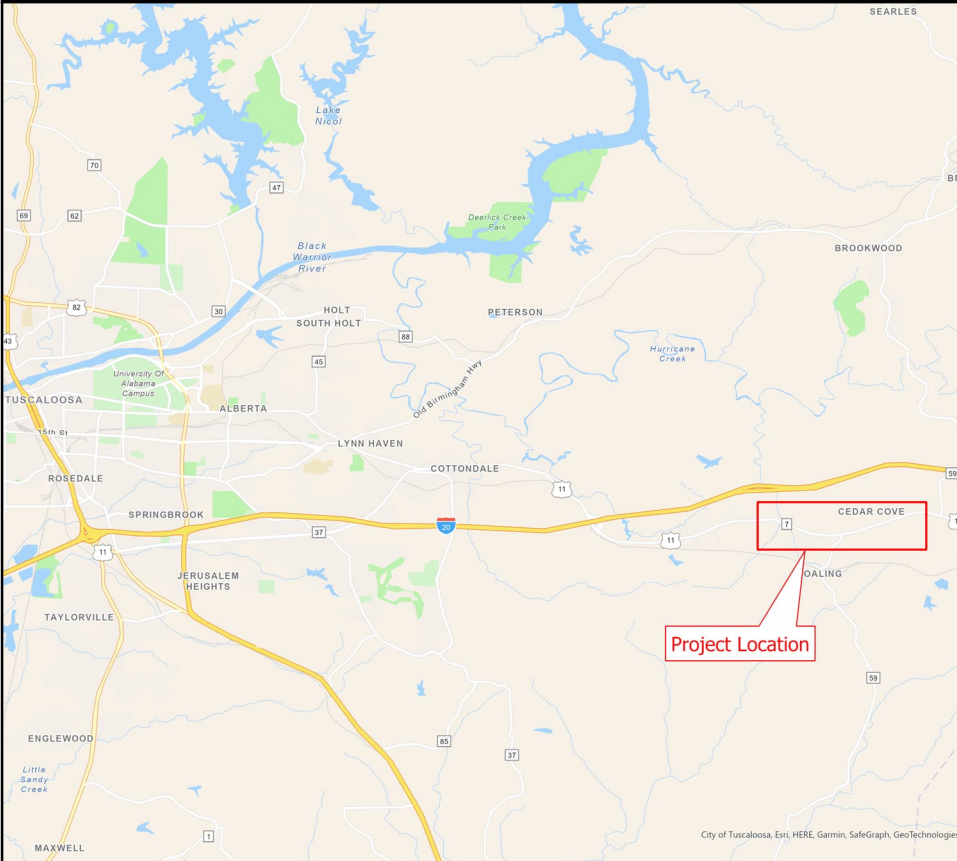 SEARLES
Lake
Nicol
70
47
69
62
Deerlick Creek
Park
BR
Black
Warrior
River
BROOKWOOD
82
30
HOLT
SOUTH HOLT
PETERSON
43
88
Hurricane
Creek
45
University Of
Alabama
Campus
Old Birmingham Hwy
TUSCALOOSA
ALBERTA
15th St
LYNN HAVEN
COTTONDALE
59
ROSEDALE
11
SPRINGBROOK
CEDAR COVE
37
20
7
1
11
11
OALING
JERUSALEM
HEIGHTS
TAYLORVILLE
Project Location
59
ENGLEWOOD
85
37
Little
Sandy
Creek
1
City of Tuscaloosa, Esri, HERE, Garmin, SafeGraph, GeoTechnologies
MAXWELL